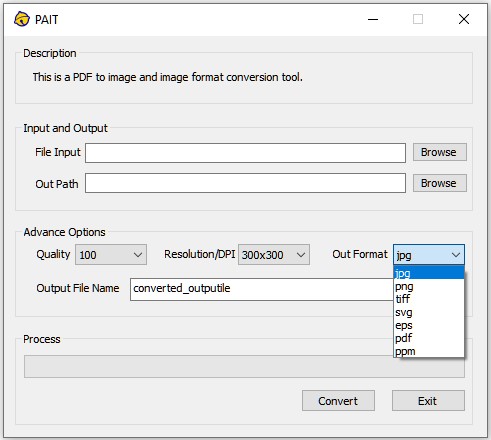 PAIT
Description
This is a PDF to image and image format conversion tool.
Input and Output
File Input Browse
Out Path Browse
Advance Options
Quality 100 Resolution/DPI 300x300 Out Format jpg
jpg
png
Output File Name converted_outputile tiff
svg
eps
Process pdf
ppm
Convert Exit